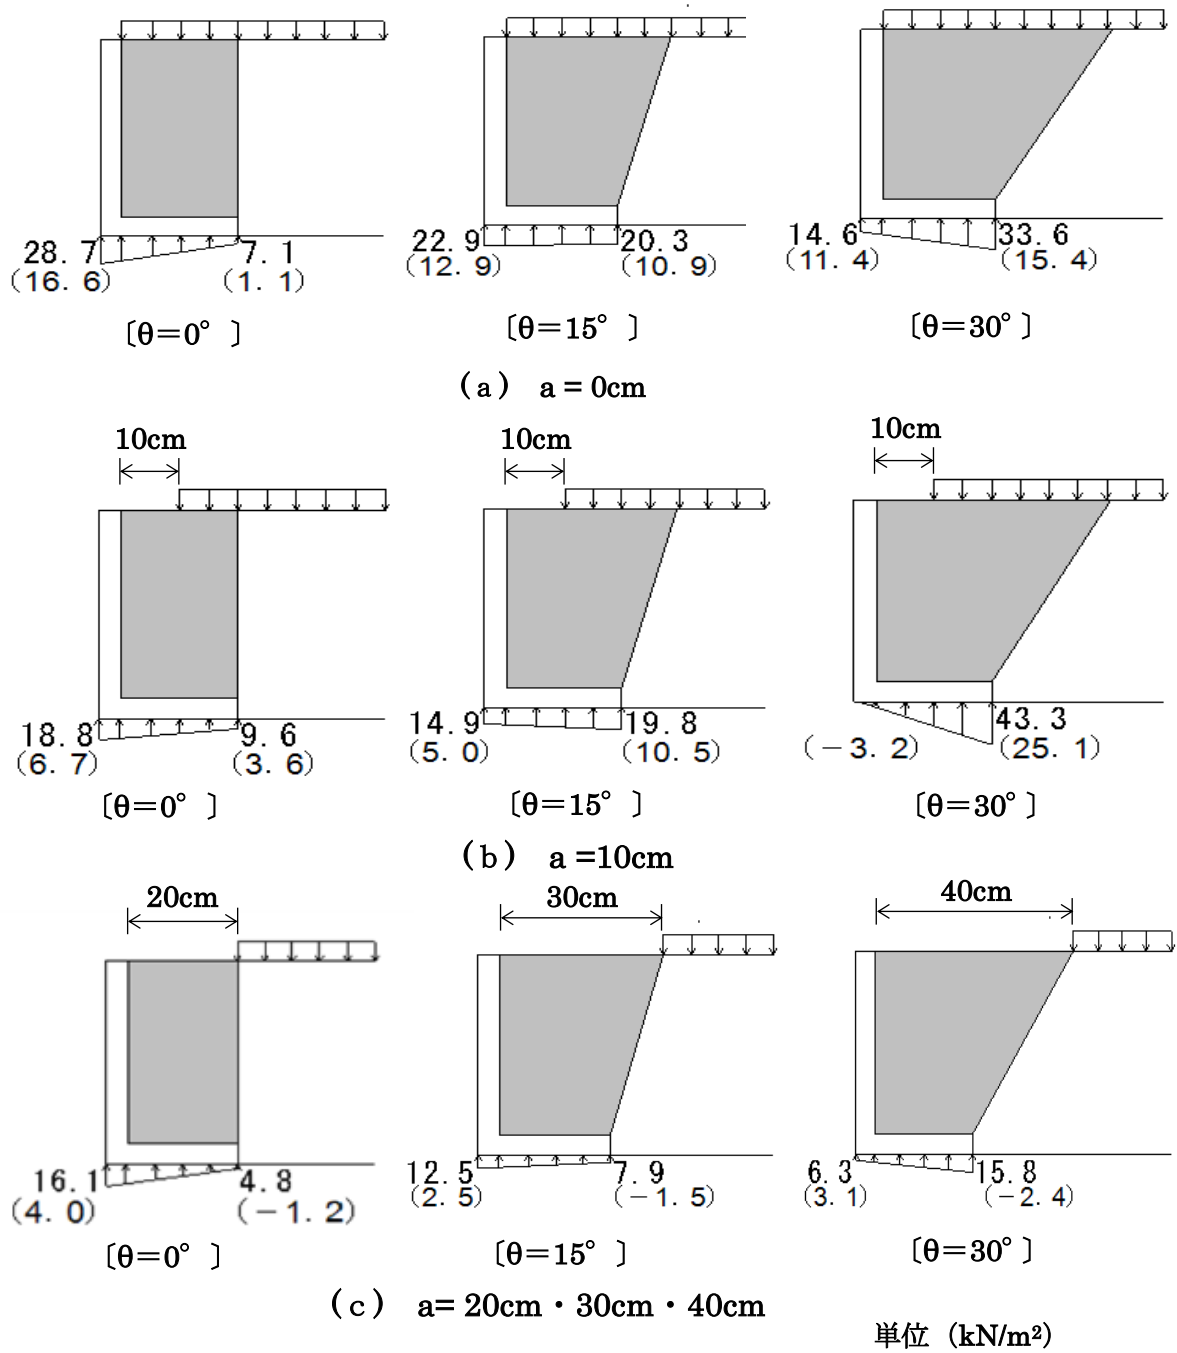 28.7 7.1 22.9 20.3 14.6 33.6
(16.6) (1.1) (12.9) (10.9) (11.4) (15.4)
〔θ＝0°〕 〔θ＝15°〕 〔θ＝30°〕
(a) a = 0cm
10cm 10cm 10cm
18.8 9.6 14.9 19.8 43.3
(6.7) (3.6) (5.0) (10.5) (－3.2) (25.1)
〔θ＝0°〕 〔θ＝15°〕 〔θ＝30°〕
(b) a =10cm
20cm 30cm 40cm
16.1 4.8 12.5 7.9 6.3 15.8
(4.0) (－1.2) (2.5) (－1.5) (3.1) (－2.4)
〔θ＝0°〕 〔θ＝15°〕 〔θ＝30°〕
(c) a= 20cm・30cm・40cm
単位（kN/m²）